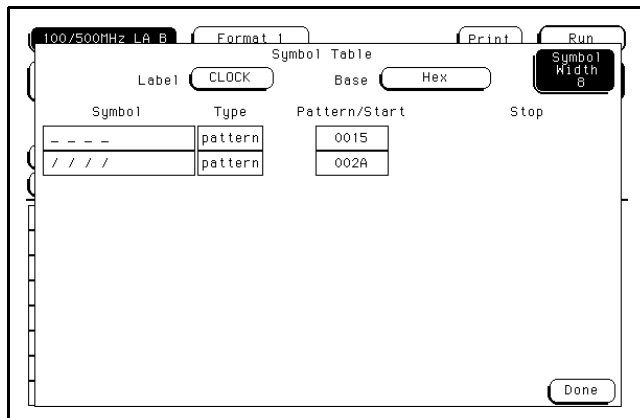 100/500MHz LA B Format 1 Print Run
Symbol Table
Symbol Width 8
Label CLOCK Base Hex
Symbol Type Pattern/Start Stop
_ _ _ _ pattern 0015
/ / / / pattern 002A
Done